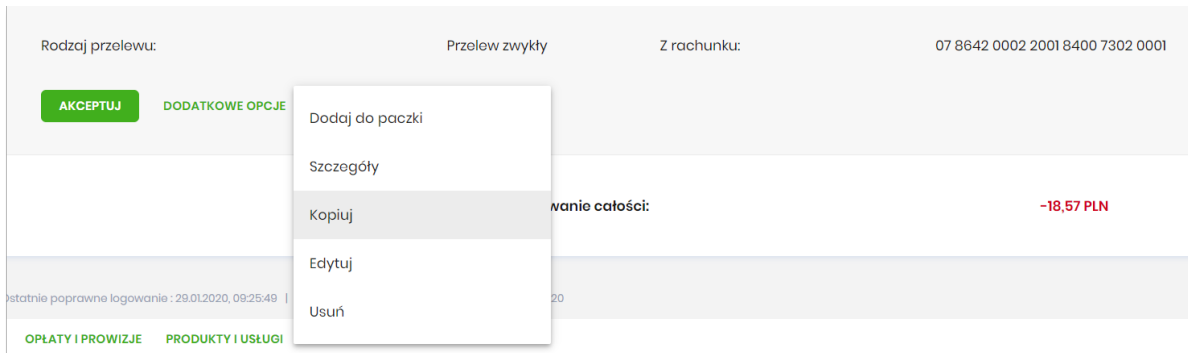 Rodzaj przelewu: Przelew zwykły Z rachunku: 07 8642 0002 2001 8400 7302 0001
AKCEPTUJ DODATKOWE OPCJE
Dodaj do paczki
Szczegóły
Kopiuj
całości: -18,57 PLN
Edytuj
poprawne logowanie : 29.01.2020, 09:25:49 | 20
Usuń
OPŁATY I PROWIZJE PRODUKTY I USŁUGI